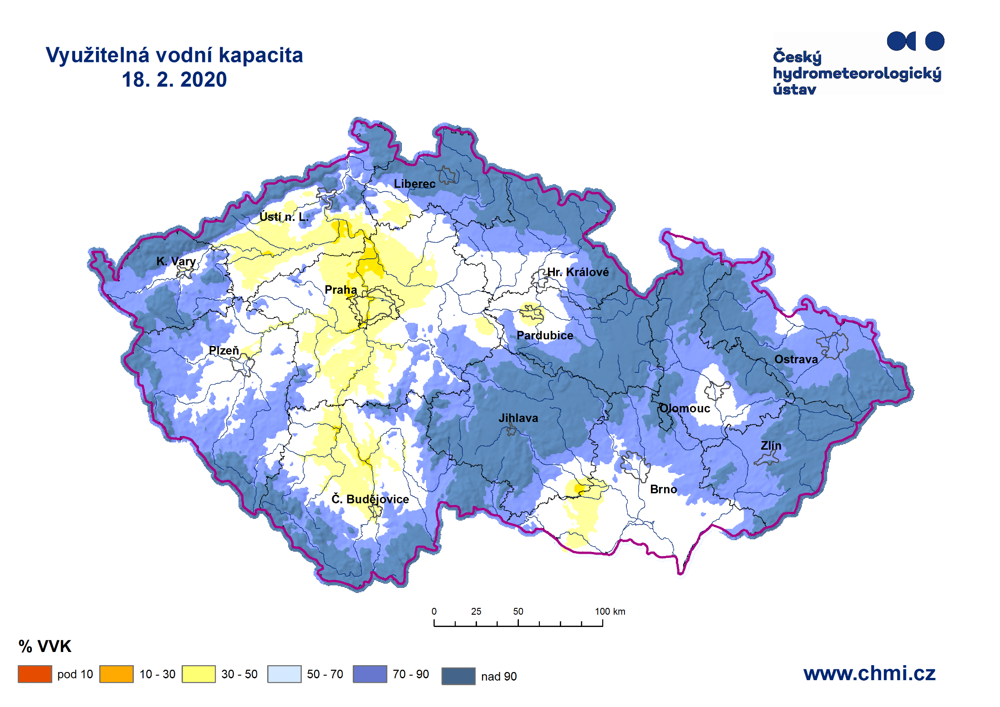 Využitelná vodní kapacita
18. 2. 2020
Český
hydrometeorologický
ústav
Liberec
Ústí n. L.
K. Vary
Hr. Králové
Praha
Pardubice
Plzeň
Ostrava
Olomouc
Jihlava
Zlín
Brno
Č. Budějovice
0 25 50 100 km
% VVK
pod 10 10 - 30 30 - 50 50 - 70 70 - 90 nad 90
www.chmi.cz